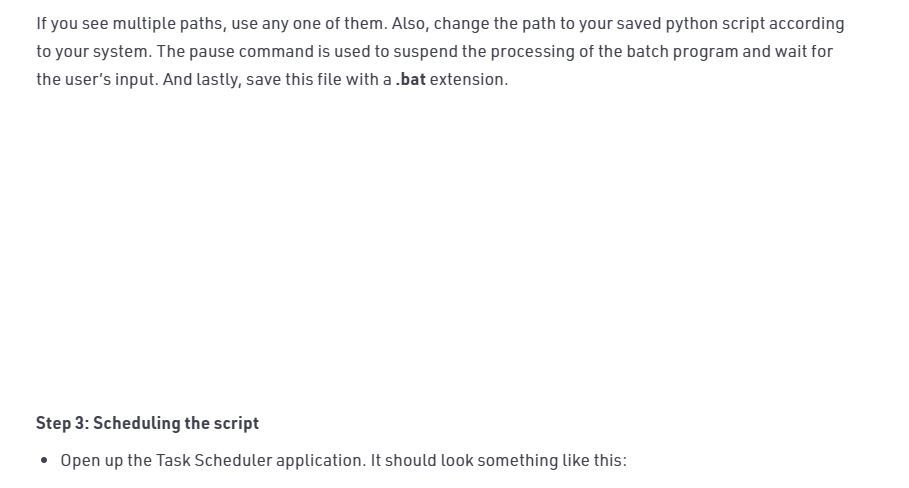 If you see multiple paths, use any one of them. Also, change the path to your saved python script according
to your system. The pause command is used to suspend the processing of the batch program and wait for
the user’s input. And lastly, save this file with a .bat extension.
Step 3: Scheduling the script
• Open up the Task Scheduler application. It should look something like this: